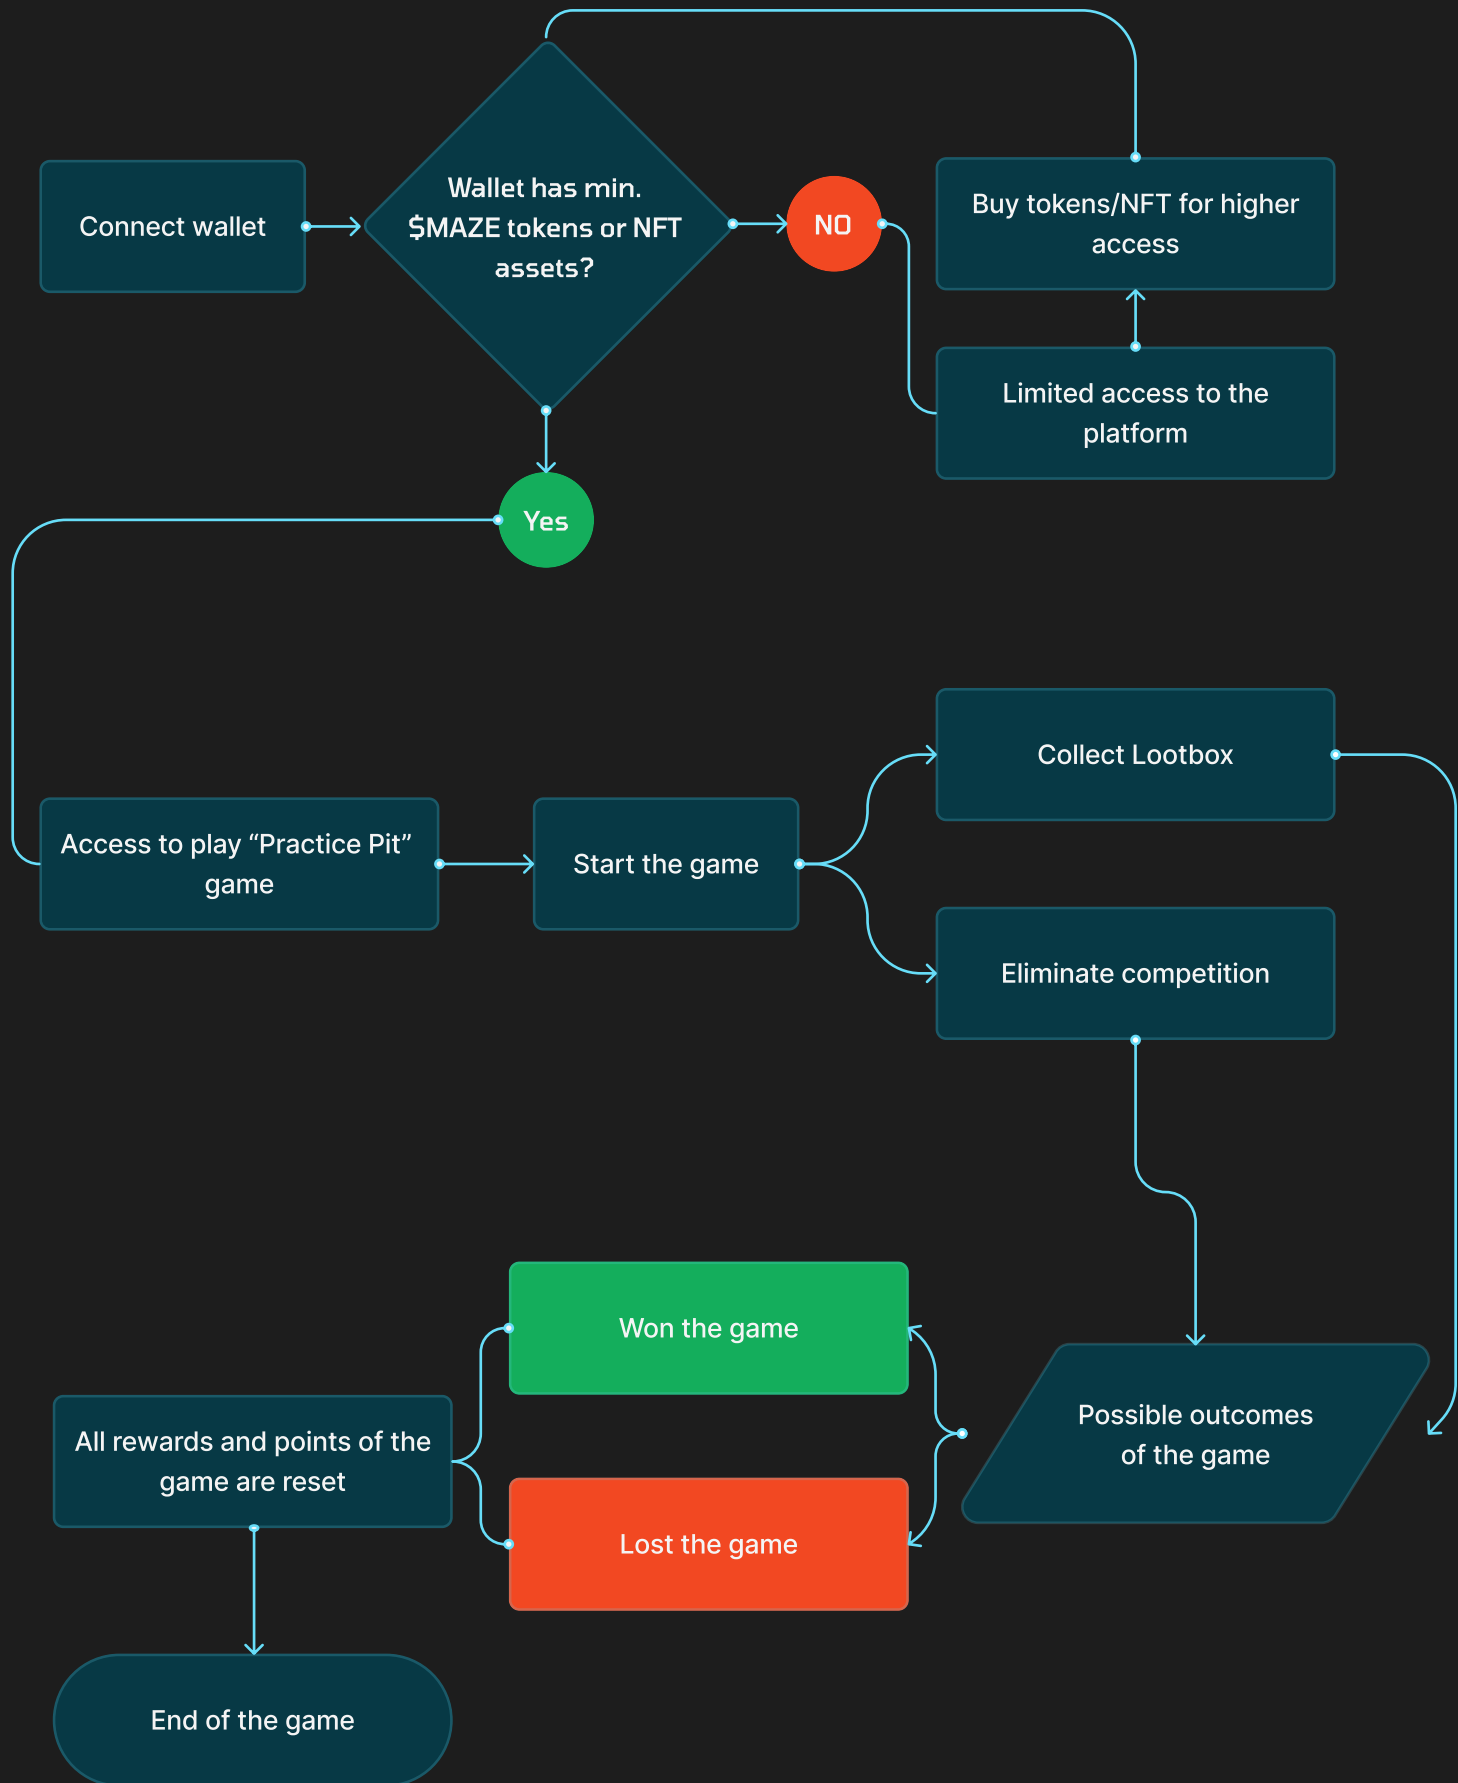 Connect wallet
Wallet has min.
$MAZE tokens or NFT
assets?
NO
Buy tokens/NFT for higher
access
Limited access to the
platform
Yes
Access to play “Practice Pit”
game
Start the game
Collect Lootbox
Eliminate competition
Possible outcomes
of the game
Won the game
Lost the game
All rewards and points of the
game are reset
End of the game